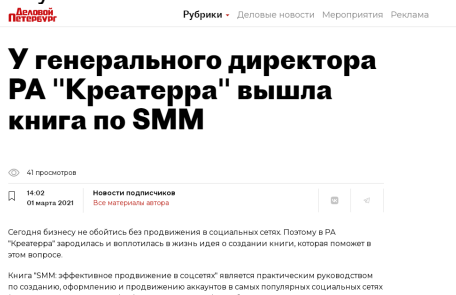 Деловой
Петербург
Рубрики
Деловые новости
Мероприятия
Реклама
У генерального директора
РА "Креатерра" вышла
книга по SMM
41 просмотров
14:02
01 марта 2021
Новости подписчиков
Все материалы автора
Сегодня бизнесу не обойтись без продвижения в социальных сетях. Поэтому в РА
"Креатерра" зародилась и воплотилась в жизнь идея о создании книги, которая поможет в
этом вопросе.
Книга "SMM: эффективное продвижение в соцсетях" является практическим руководством
по созданию, оформлению и продвижению аккаунтов в самых популярных социальных сетях